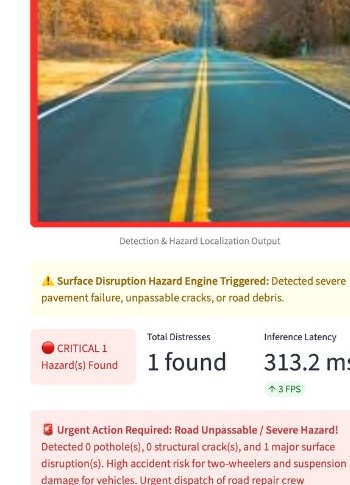 Detection & Hazard Localization Output
⚠️ Surface Disruption Hazard Engine Triggered: Detected severe
pavement failure, unpassable cracks, or road debris.
🔴 CRITICAL 1
Hazard(s) Found
Total Distresses
1 found
Inference Latency
313.2 ms
↑ 3 FPS
🚨 Urgent Action Required: Road Unpassable / Severe Hazard!
Detected 0 pothole(s), 0 structural crack(s), and 1 major surface
disruption(s). High accident risk for two-wheelers and suspension
damage for vehicles. Urgent dispatch of road repair crew